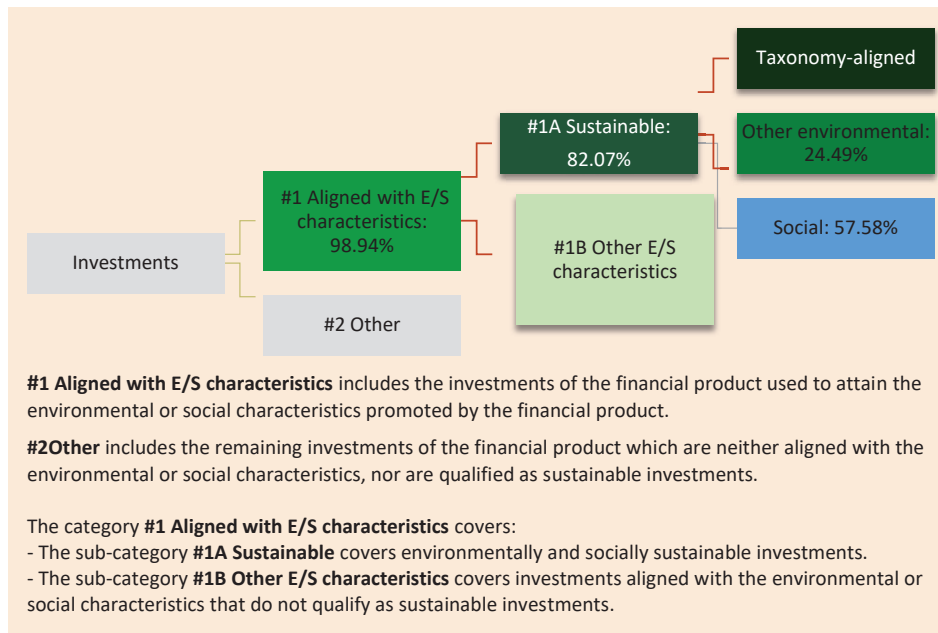 Taxonomy-aligned
#1A Sustainable:
82.07%
Other environmental:
24.49%
#1 Aligned with E/S
characteristics:
98.94%
Social: 57.58%
#1B Other E/S
characteristics
Investments
#2 Other
#1 Aligned with E/S characteristics includes the investments of the financial product used to attain the
environmental or social characteristics promoted by the financial product.
#2Other includes the remaining investments of the financial product which are neither aligned with the
environmental or social characteristics, nor are qualified as sustainable investments.
The category #1 Aligned with E/S characteristics covers:
- The sub-category #1A Sustainable covers environmentally and socially sustainable investments.
- The sub-category #1B Other E/S characteristics covers investments aligned with the environmental or
social characteristics that do not qualify as sustainable investments.